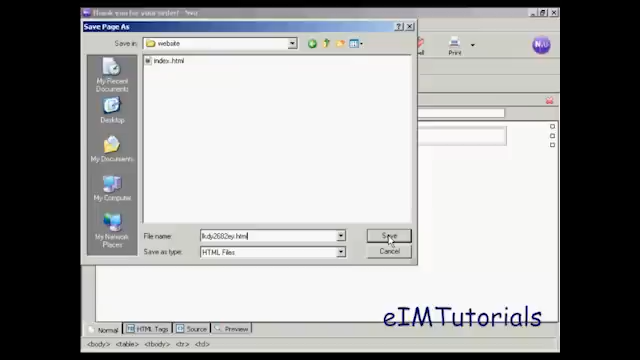 Thank you for your order! - Nvu
Save Page As
Save in:
website
Print
index.html
My Recent
Documents
Desktop
My Documents
My Computer
My Network
Places
File name:
Save
Save as type:
HTML Files
Cancel
eIMTutorials
Normal
HTML Tags
Source
Preview
<body> <table> <tbody> <tr> <td>